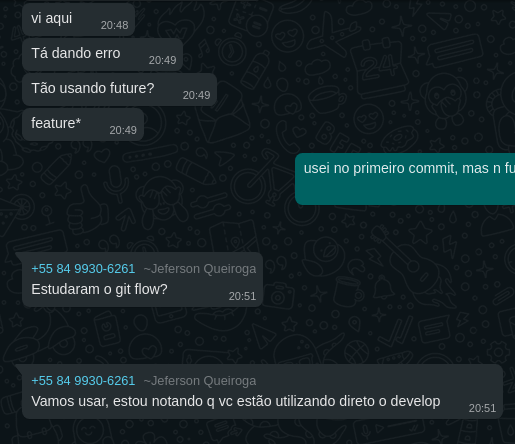 vi aqui
20:48
Tá dando erro
20:49
Tão usando future?
20:49
feature*
20:49
usei no primeiro commit, mas n fu
+55 84 9930-6261 ~Jeferson Queiroga
Estudaram o git flow?
20:51
+55 84 9930-6261 ~Jeferson Queiroga
Vamos usar, estou notando q vc estão utilizando direto o develop
20:51